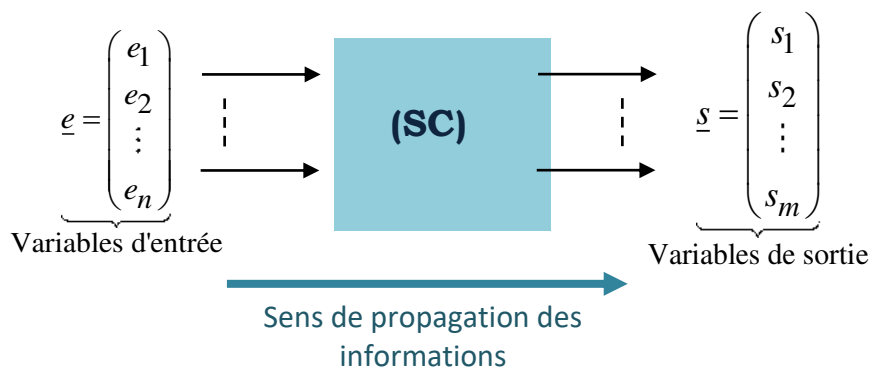 e = (e1 e2 ⋮ en)
Variables d'entrée
(SC)
s = (s1 s2 ⋮ sm)
Variables de sortie
Sens de propagation des
informations